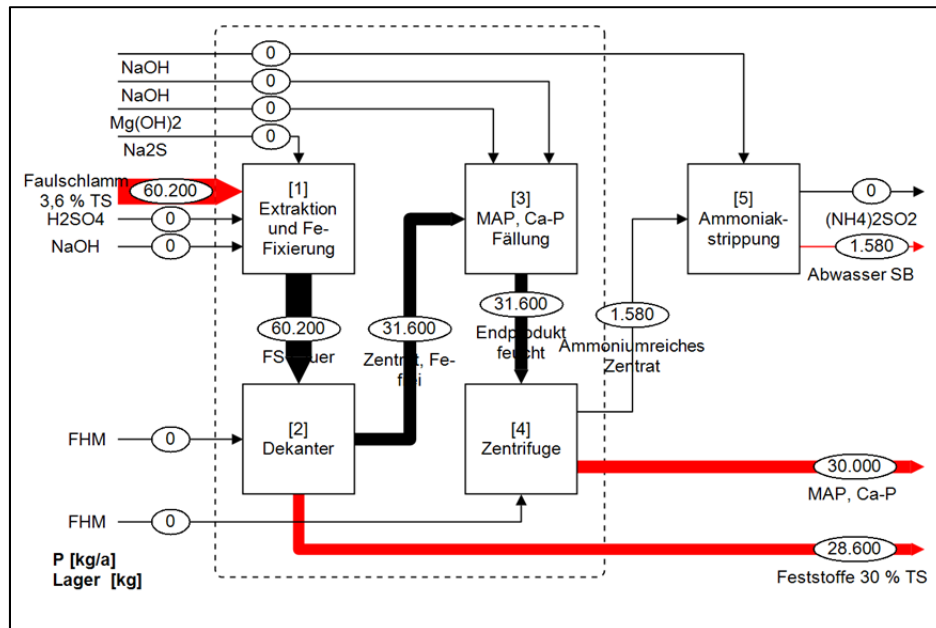 0
NaOH
0
NaOH
0
Mg(OH)2
0
Na2S
Faulschlamm
3,6 % TS
60.200
H2SO4
0
NaOH
0
[1]
Extraktion
und Fe-
Fixierung
[3]
MAP, Ca-P
Fällung
[5]
Ammoniak-
strippung
0
(NH4)2SO2
1.580
Abwasser SB
60.200
31.600
Zentrat, Fe-
31.600
Endprodukt
feucht
1.580
Ammoniumreiches
Zentrat
FHM
0
[2]
Dekanter
[4]
Zentrifuge
30.000
MAP, Ca-P
FHM
0
28.600
Feststoffe 30 % TS
P [kg/a]
Lager [kg]